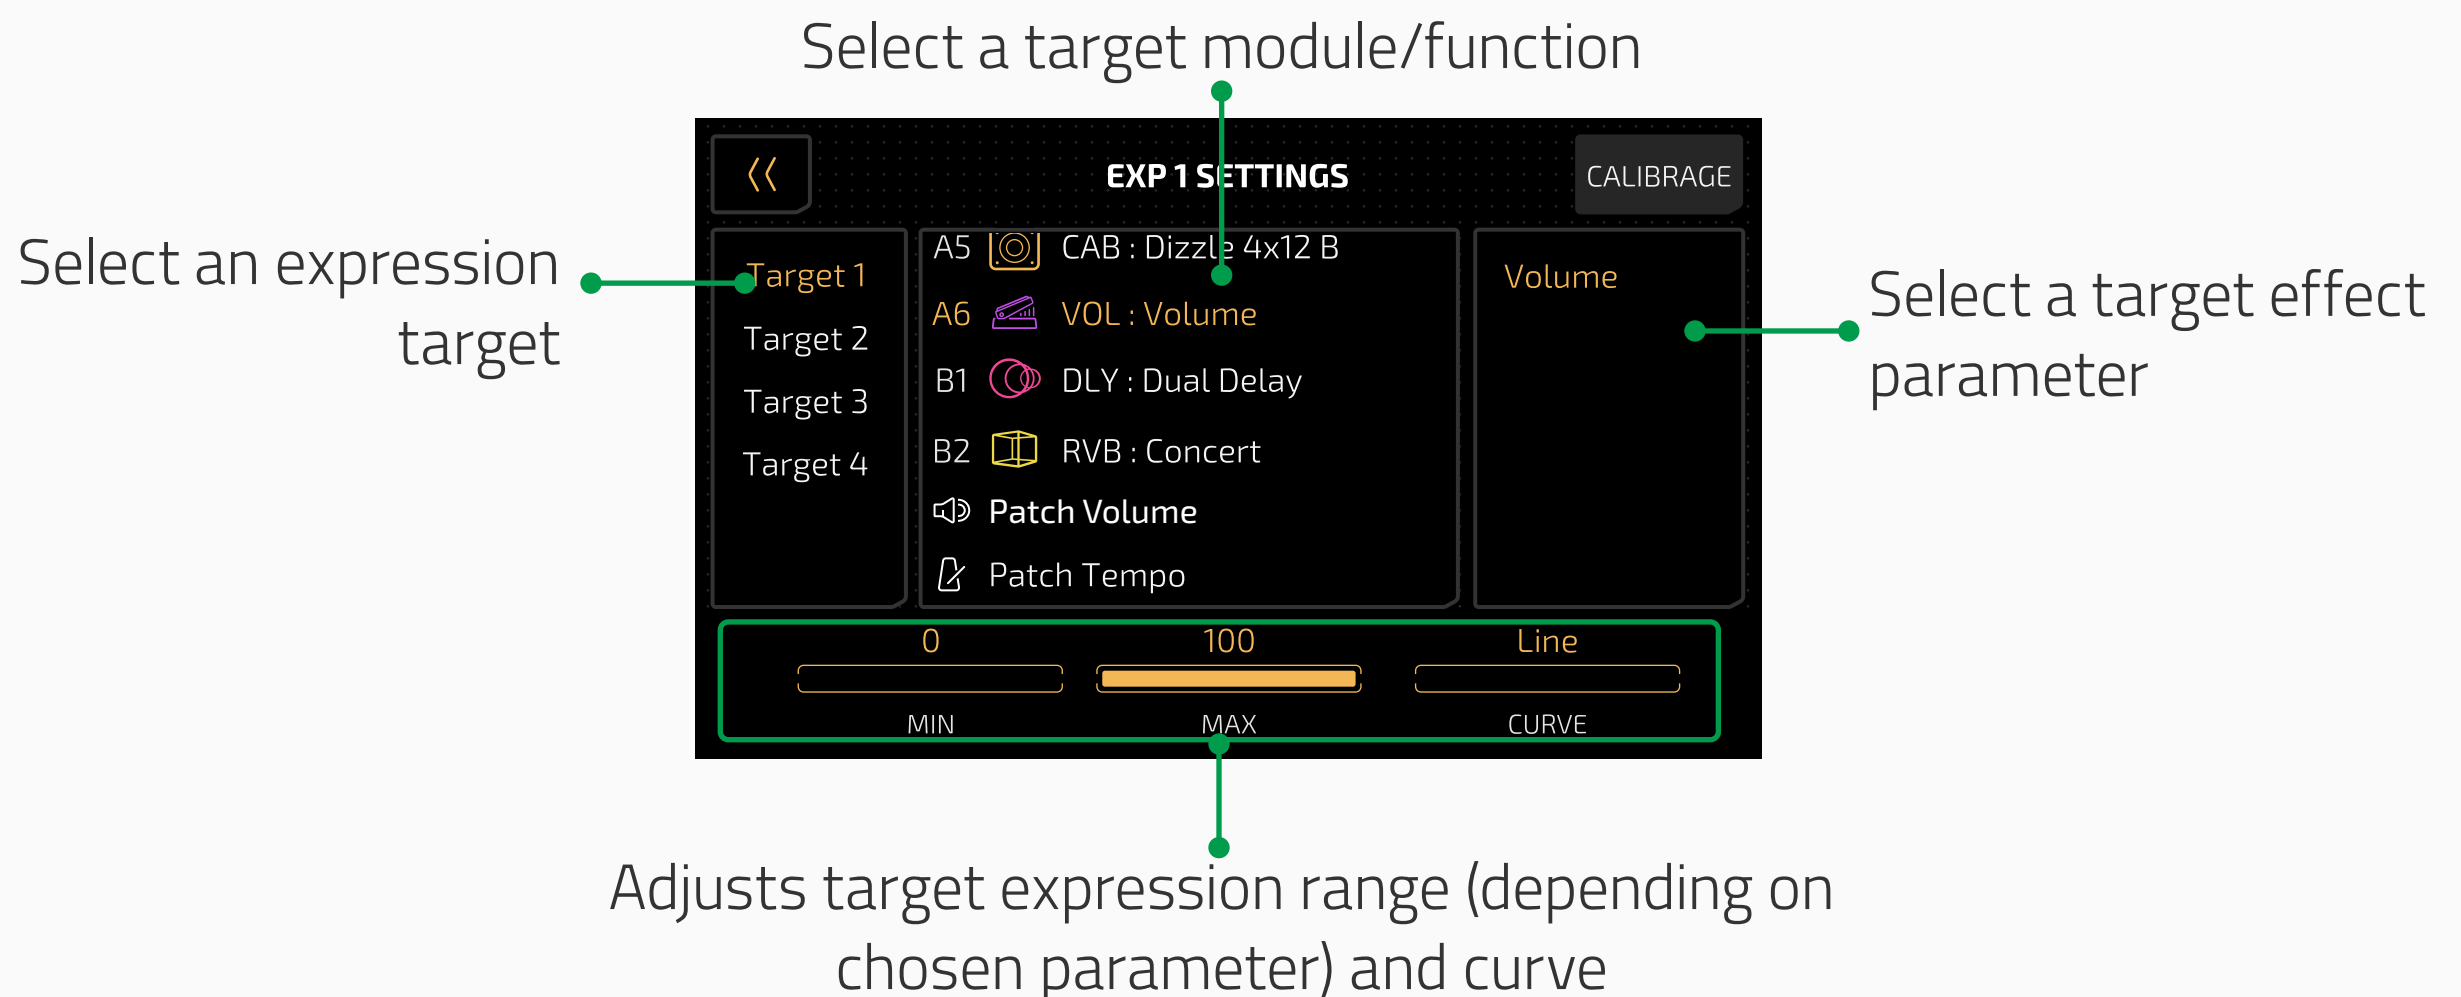 Select a target module/function
EXP 1 SETTINGS
CALIBRAGE
Select an expression
target
Target 1
Target 2
Target 3
Target 4
A5 CAB : Dizzle 4x12 B
A6 VOL : Volume
B1 DLY : Dual Delay
B2 RVB : Concert
Patch Volume
Patch Tempo
Volume
Select a target effect
parameter
0 100 Line
MIN MAX CURVE
Adjusts target expression range (depending on
chosen parameter) and curve